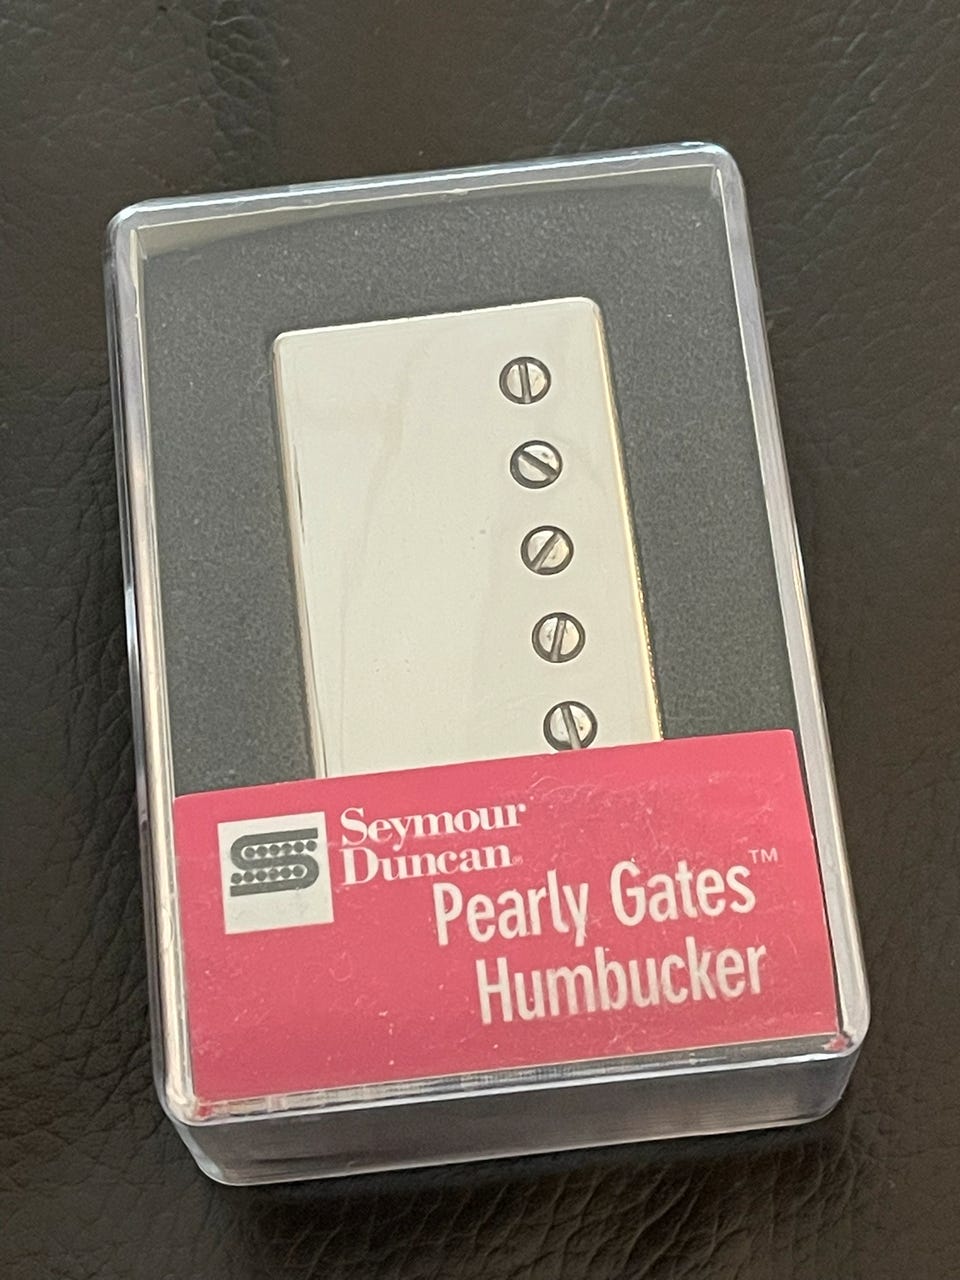 Seymour
Duncan®
Pearly Gates™
Humbucker